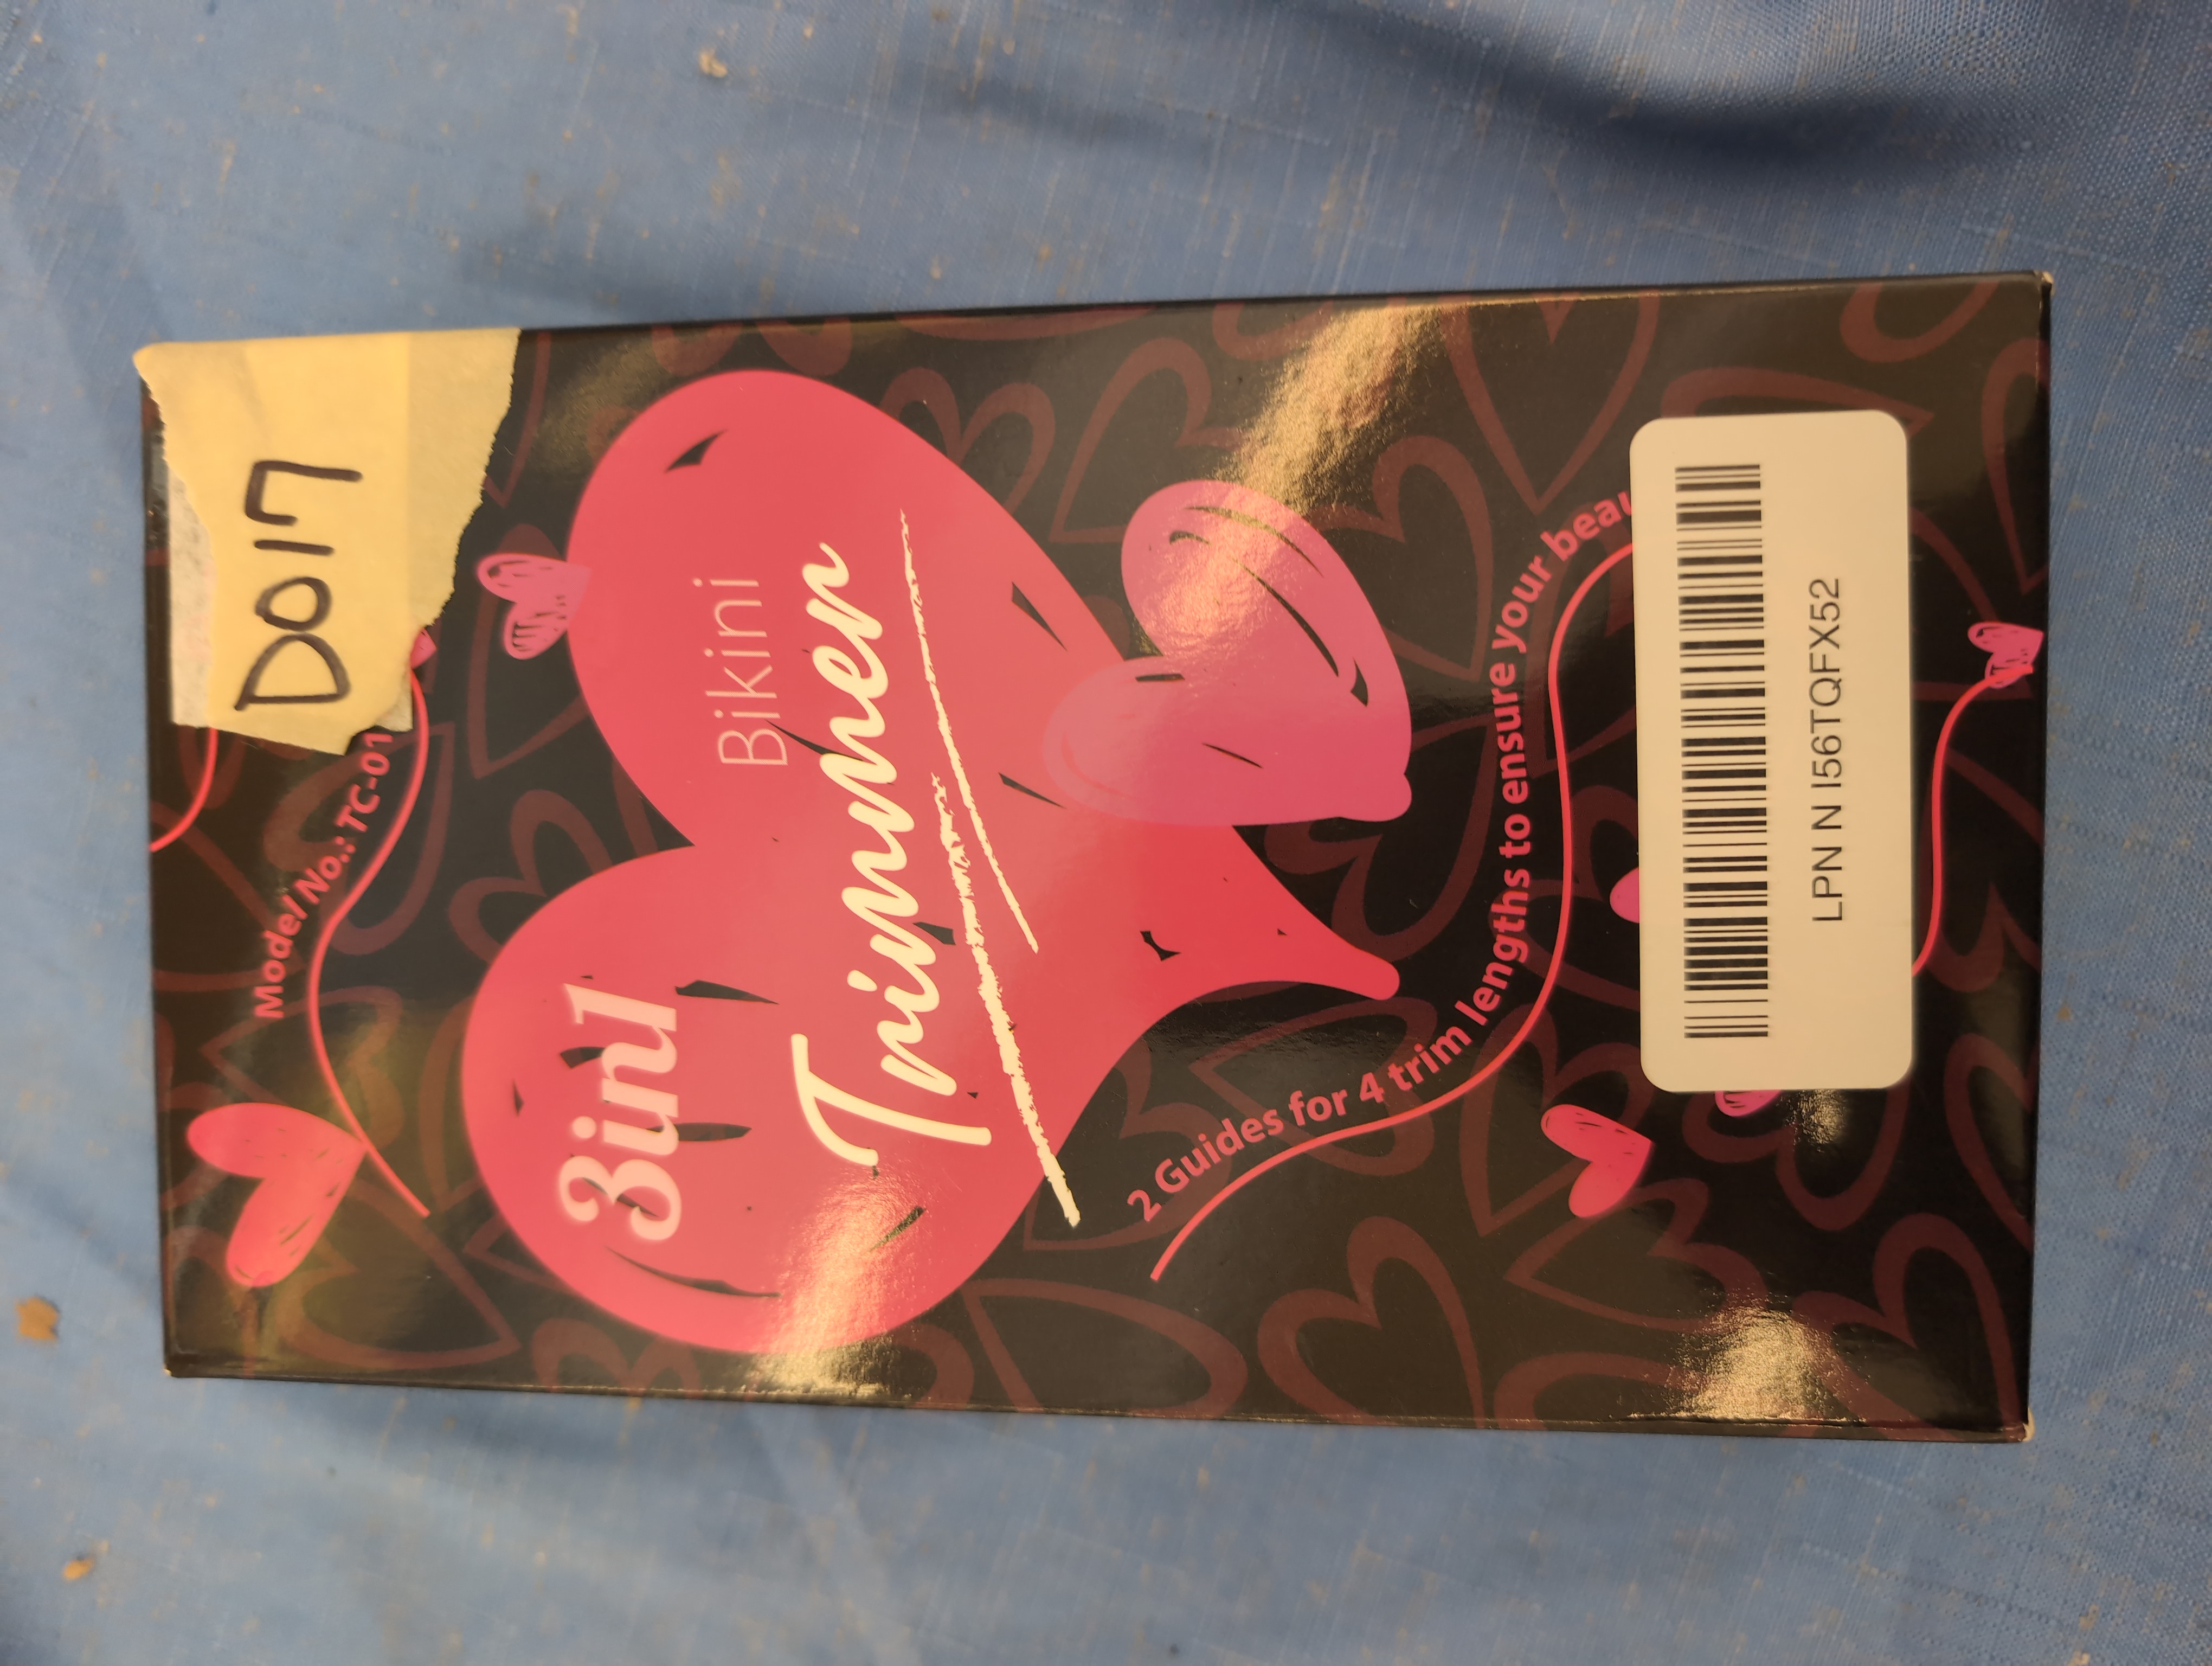 D017
Model No.: TC-01
3in1
Bikini
Trimmer
2 Guides for 4 trim lengths to ensure your beau
LPN N I56TQFX52